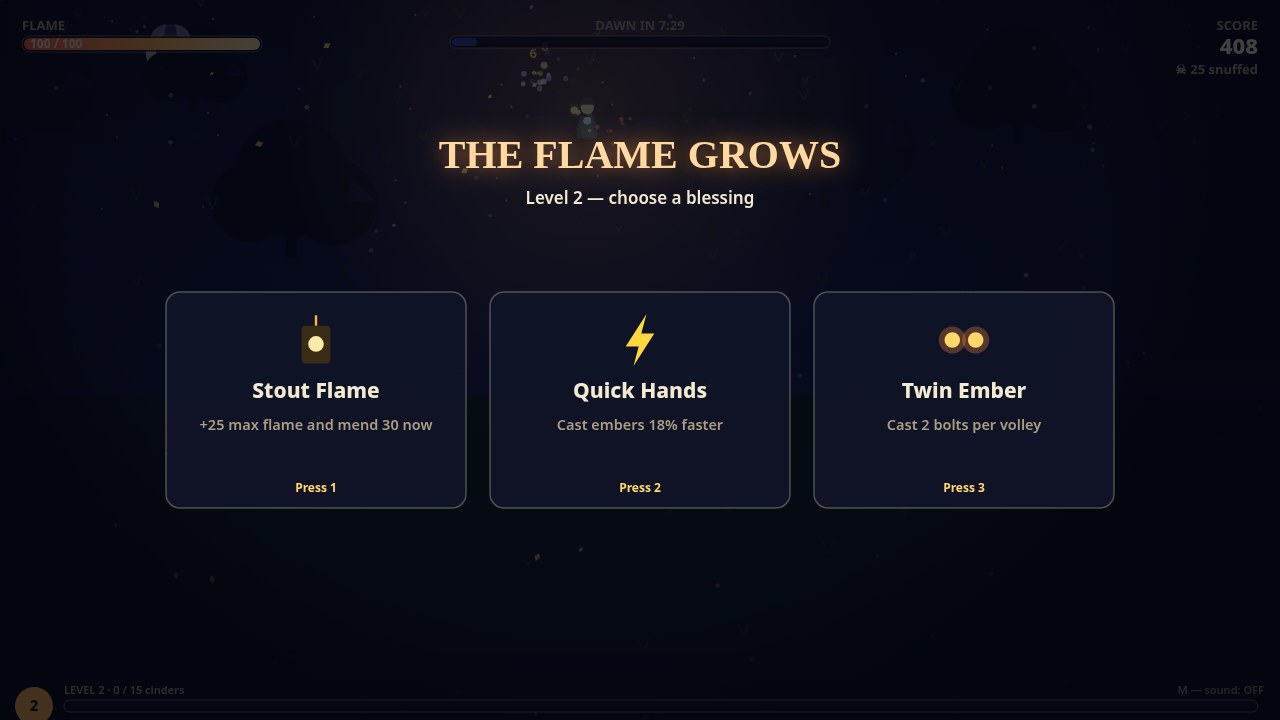 FLAME
100 / 100
DAWN IN 7:29
SCORE
408
☠ 25 snuffed
6
THE FLAME GROWS
Level 2 — choose a blessing
Stout Flame
+25 max flame and mend 30 now
Press 1
Quick Hands
Cast embers 18% faster
Press 2
Twin Ember
Cast 2 bolts per volley
Press 3
2
LEVEL 2 · 0 / 15 cinders
M — sound: OFF